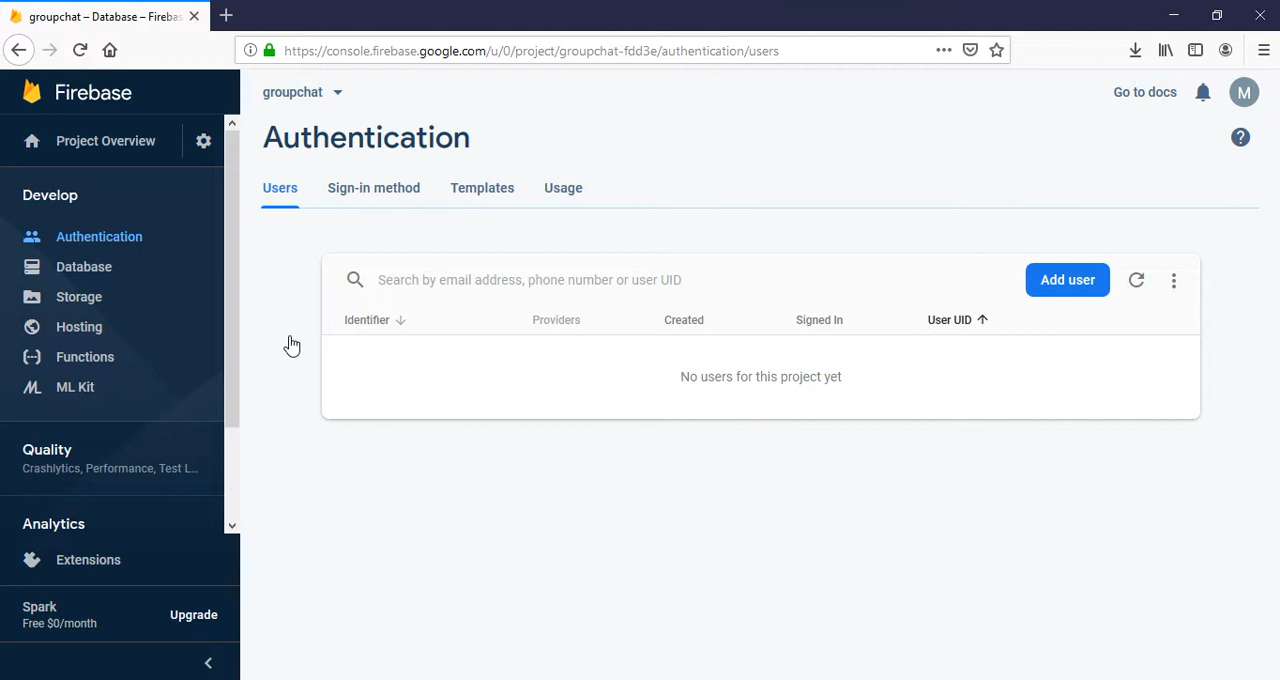 groupchat – Database – Fireba
https://console.firebase.google.com/u/0/project/groupchat-fdd3e/authentication/users
Firebase
groupchat
Go to docs
M
Project Overview
Authentication
Develop
Users
Sign-in method
Templates
Usage
Authentication
Database
Storage
Hosting
Functions
ML Kit
Search by email address, phone number or user UID
Add user
Identifier
Providers
Created
Signed In
User UID
No users for this project yet
Quality
Crashlytics, Performance, Test L...
Analytics
Extensions
Spark
Free $0/month
Upgrade